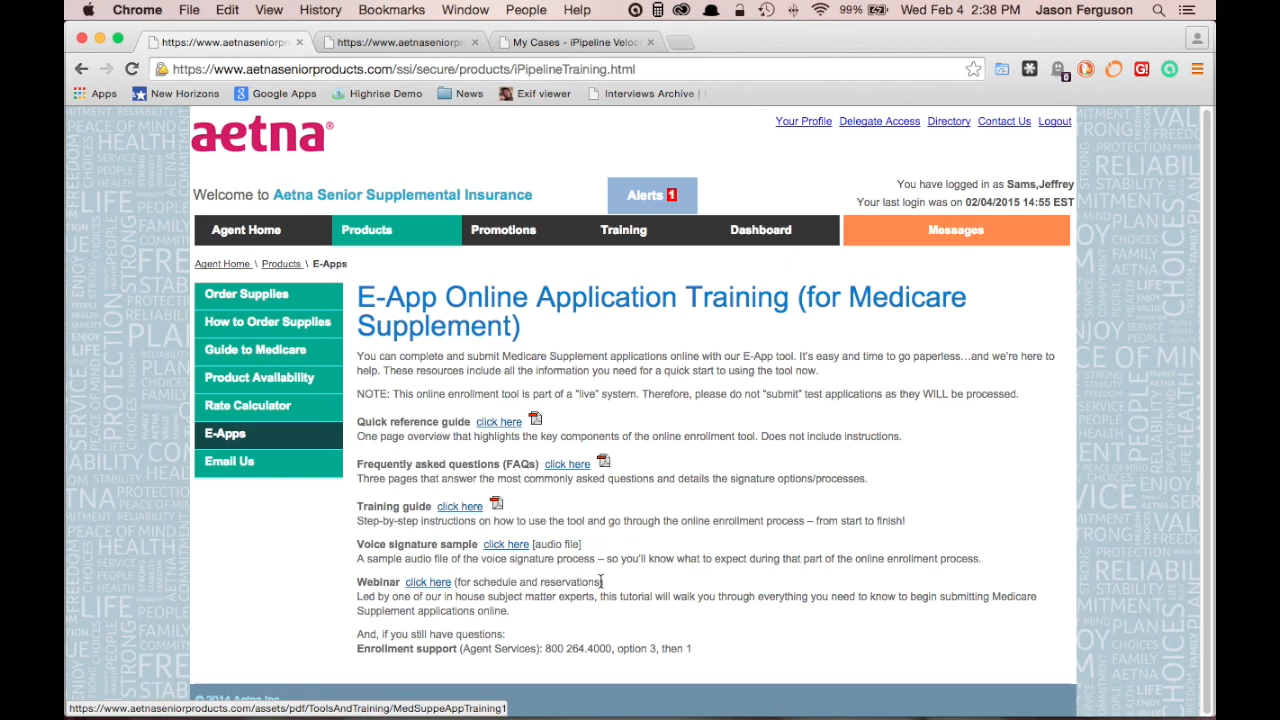 Chrome File Edit View History Bookmarks Window People Help 99% Wed Feb 4 2:38 PM Jason Ferguson
https://www.aetnaseniorpro × https://www.aetnaseniorpro × My Cases - iPipeline Veloc ×
https://www.aetnaseniorproducts.com/ssi/secure/products/iPipelineTraining.html
Apps New Horizons Google Apps Highrise Demo News Exif viewer Interviews Archive |
aetna®
Your Profile Delegate Access Directory Contact Us Logout
Welcome to Aetna Senior Supplemental Insurance
Alerts 1
You have logged in as Sams,Jeffrey
Your last login was on 02/04/2015 14:55 EST
Agent Home Products Promotions Training Dashboard Messages
Agent Home \ Products \ E-Apps
Order Supplies
How to Order Supplies
Guide to Medicare
Product Availability
Rate Calculator
E-Apps
Email Us
E-App Online Application Training (for Medicare
Supplement)
You can complete and submit Medicare Supplement applications online with our E-App tool. It's easy and time to go paperless…and we're here to
help. These resources include all the information you need for a quick start to using the tool now.
NOTE: This online enrollment tool is part of a "live" system. Therefore, please do not "submit" test applications as they WILL be processed.
Quick reference guide click here
One page overview that highlights the key components of the online enrollment tool. Does not include instructions.
Frequently asked questions (FAQs) click here
Three pages that answer the most commonly asked questions and details the signature options/processes.
Training guide click here
Step-by-step instructions on how to use the tool and go through the online enrollment process – from start to finish!
Voice signature sample click here [audio file]
A sample audio file of the voice signature process – so you'll know what to expect during that part of the online enrollment process.
Webinar click here (for schedule and reservations)
Led by one of our in house subject matter experts, this tutorial will walk you through everything you need to know to begin submitting Medicare
Supplement applications online.
And, if you still have questions:
Enrollment support (Agent Services): 800 264.4000, option 3, then 1
© 2014 Aetna Inc.
https://www.aetnaseniorproducts.com/assets/pdf/ToolsAndTraining/MedSuppeAppTraining1